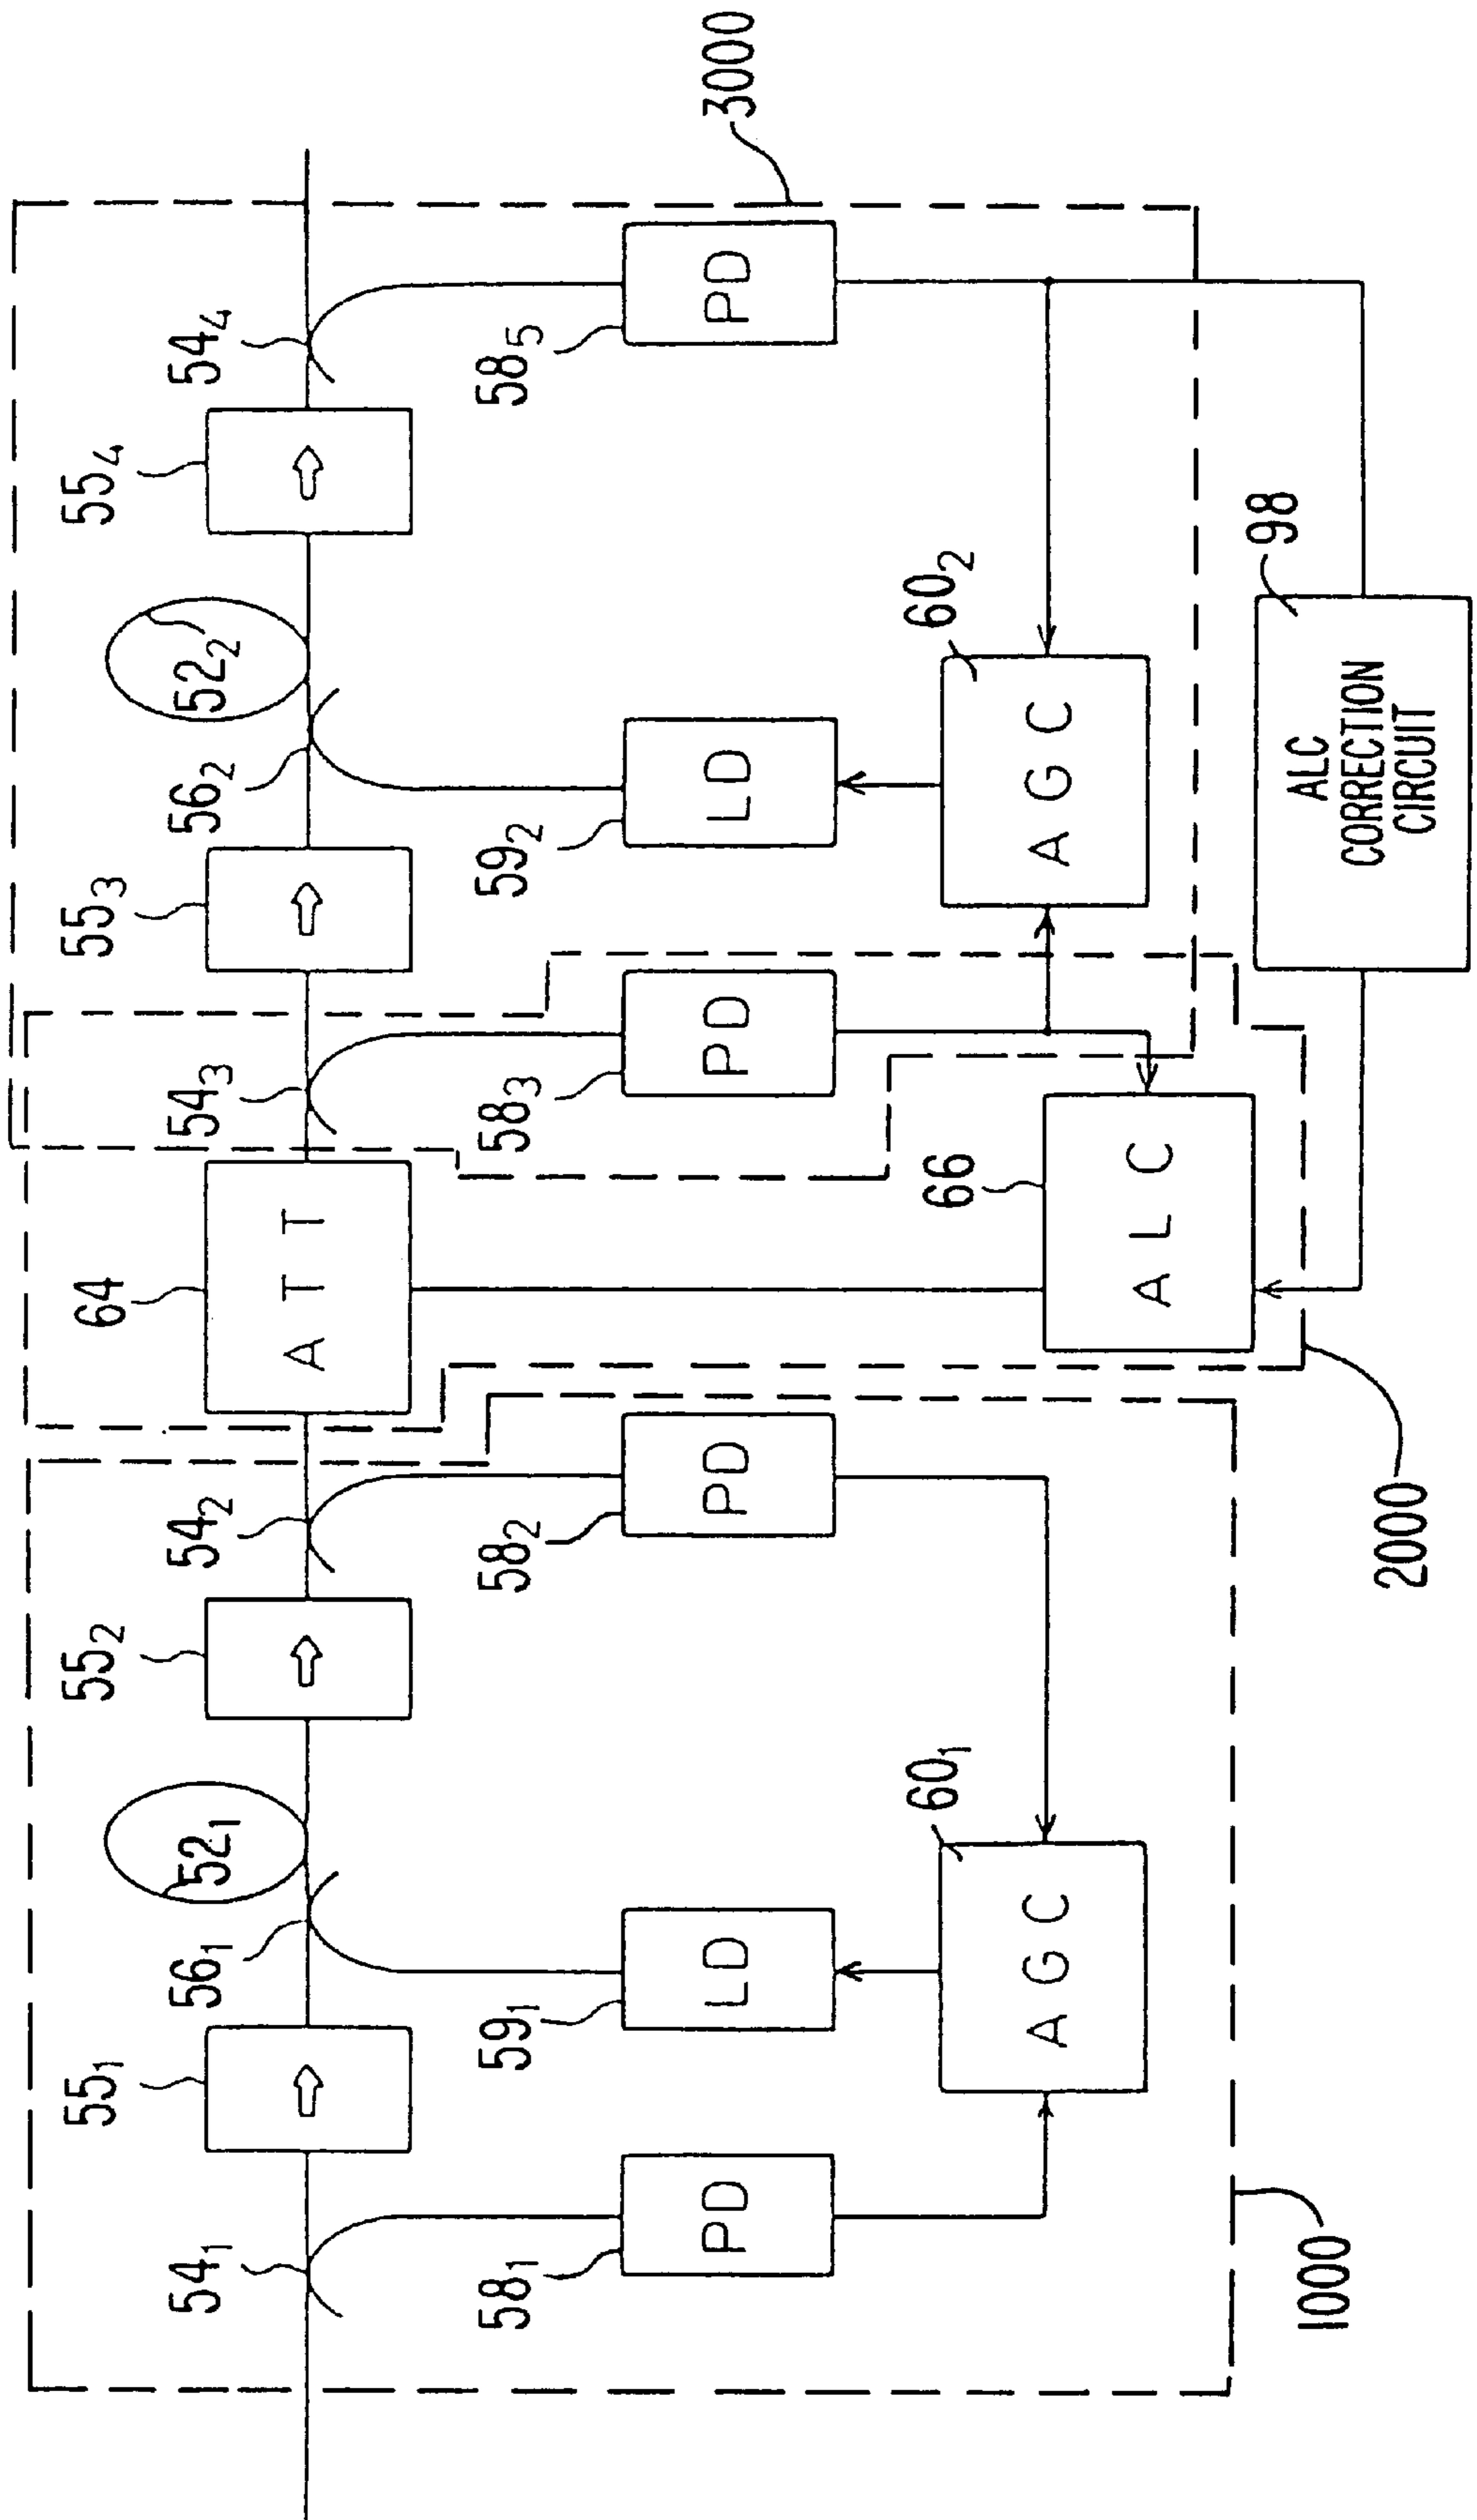 3000
55₁
52₁
55₂
64
55₃
52₂
55₄
54₁
56₁
54₂
A T T
54₃
56₂
54₄
58₁
59₁
58₂
58₃
59₂
58₅
PD
LD
PD
PD
LD
PD
60₁
66
60₂
A G C
A L C
A G C
98
ALC
CORRECTION
CIRCUIT
1000
2000